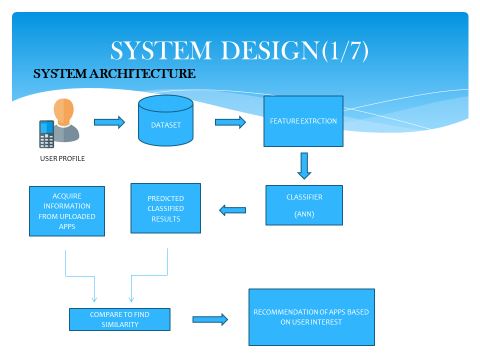 SYSTEM DESIGN(1/7)
SYSTEM ARCHITECTURE
USER PROFILE
DATASET
FEATURE EXTRCTION
CLASSIFIER
(ANN)
PREDICTED
CLASSIFIED
RESULTS
ACQUIRE
INFORMATION
FROM UPLOADED
APPS
COMPARE TO FIND
SIMILARITY
RECOMMENDATION OF APPS BASED
ON USER INTEREST